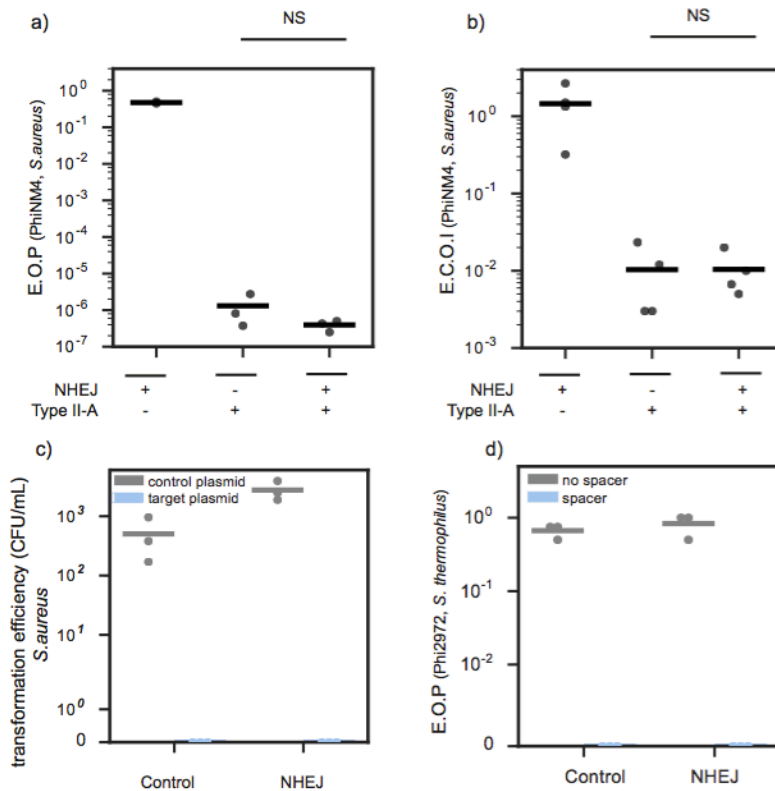 a)
NS
E.O.P (PhiNM4, S.aureus)
10^0
10^-1
10^-2
10^-3
10^-4
10^-5
10^-6
10^-7
NHEJ + - +
Type II-A - + +
b)
NS
E.C.O.I (PhiNM4, S.aureus)
10^0
10^-1
10^-2
10^-3
NHEJ + - +
Type II-A - + +
c)
control plasmid
target plasmid
transformation efficiency (CFU/mL)
S.aureus
10^3
10^2
10^1
10^0
0
Control NHEJ
d)
no spacer
spacer
E.O.P (Phi2972, S. thermophilus)
10^0
10^-1
10^-2
0
Control NHEJ